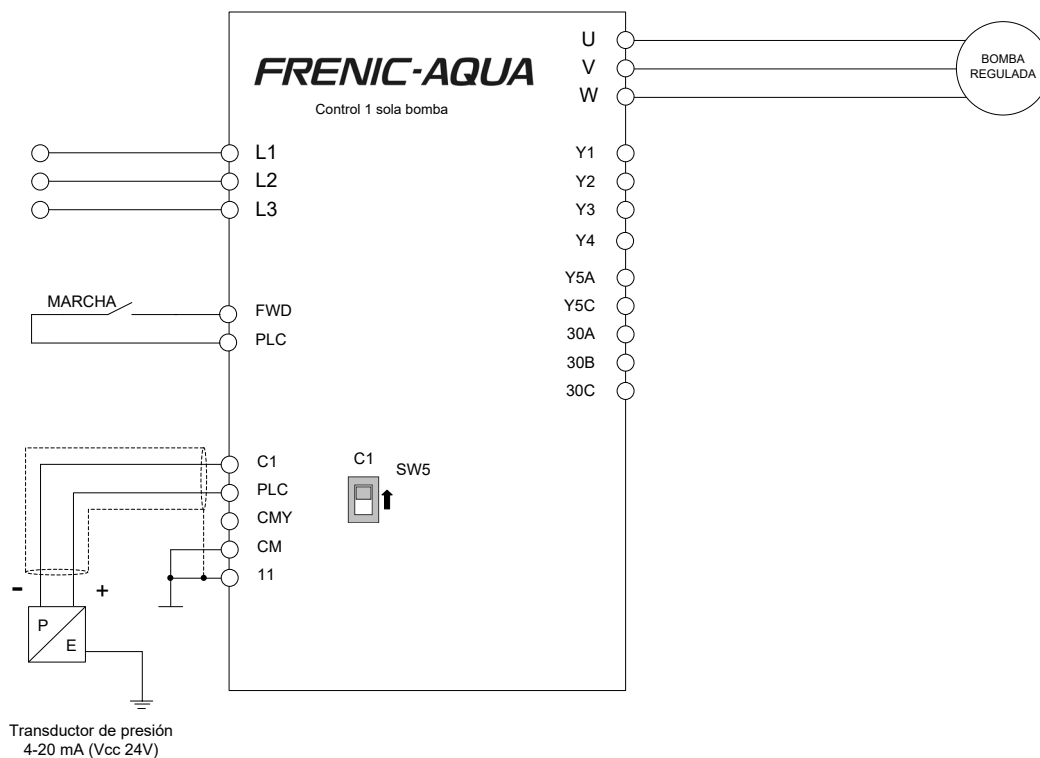 FRENIC-AQUA
Control 1 sola bomba
U
V
W
BOMBA
REGULADA
L1
L2
L3
Y1
Y2
Y3
Y4
Y5A
Y5C
30A
30B
30C
MARCHA
FWD
PLC
C1
PLC
CMY
CM
11
C1
SW5
-
+
P
E
Transductor de presión
4-20 mA (Vcc 24V)